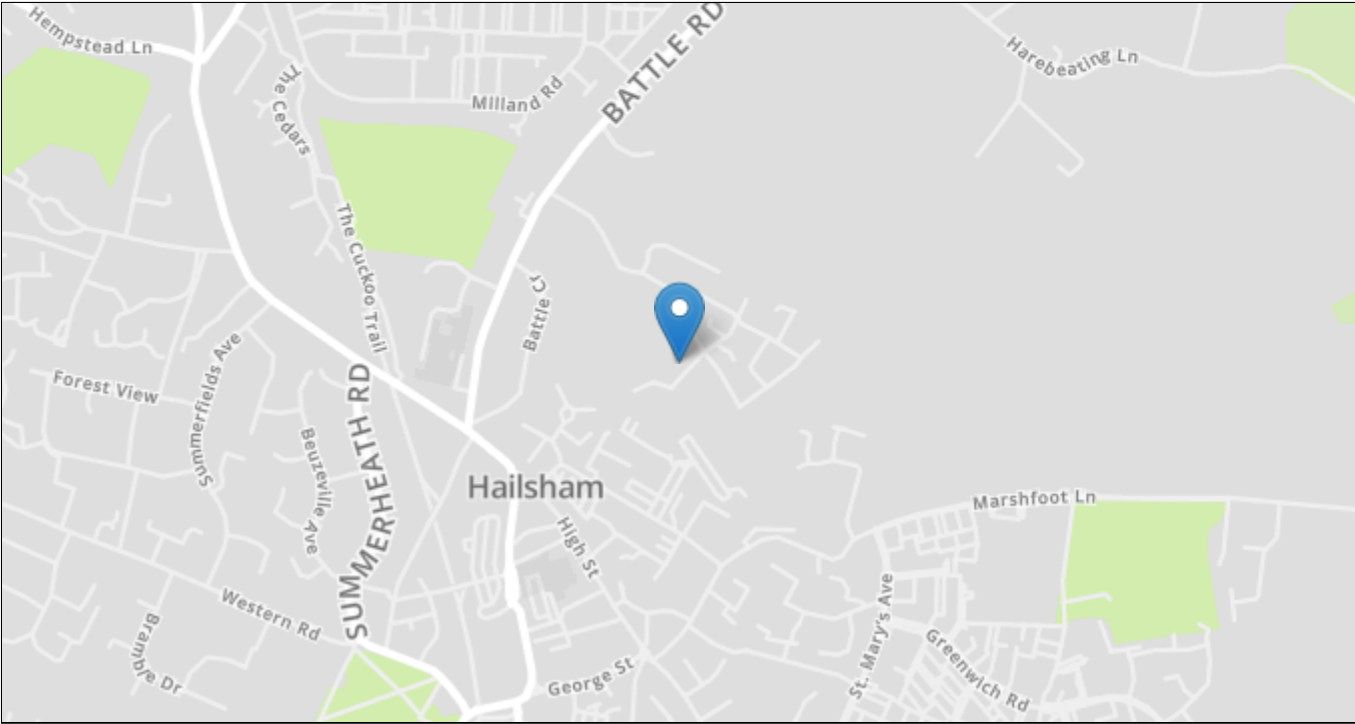 Hempstead Ln
The Cedars
Milland Rd
BATTLE RD
Harebeating Ln
The Cuckoo Trail
Battle Cr
Forest View
Summerfields Ave
Beuzeville Ave
SUMMERHEATH RD
Hailsham
High St
Marshfoot Ln
Western Rd
Bramble Dr
George St
St. Mary's Ave
Greenwich Rd